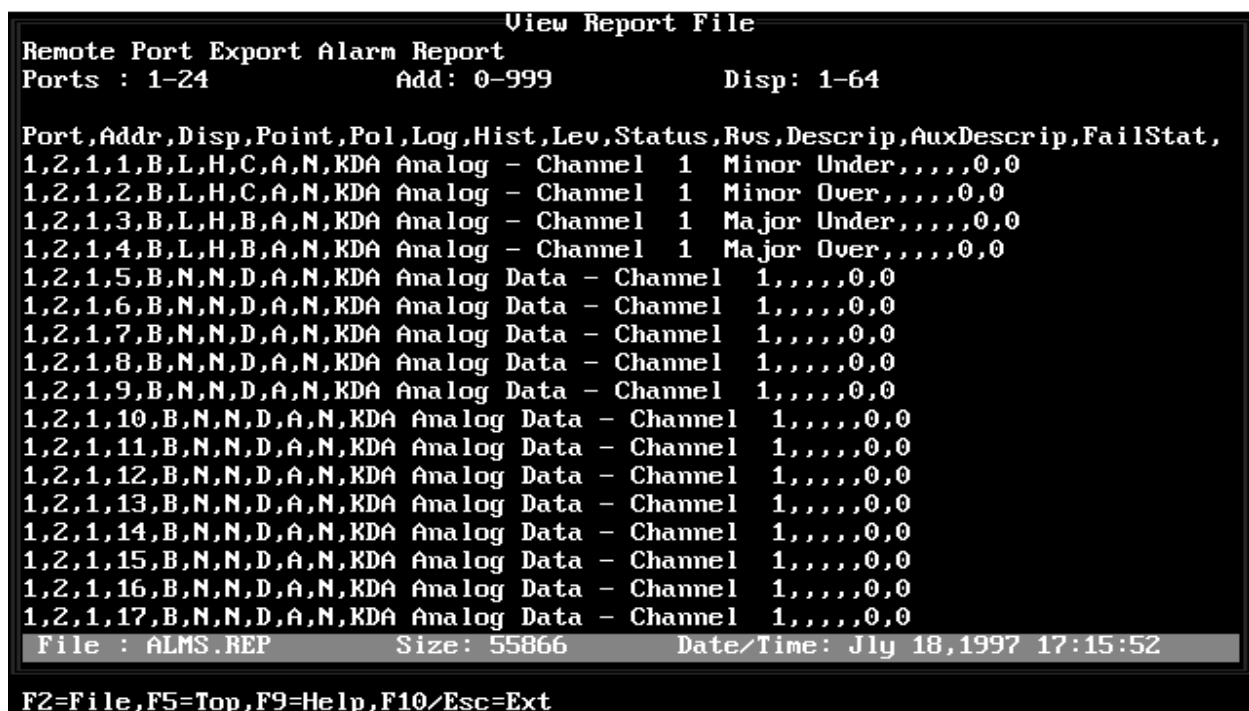 View Report File
Remote Port Export Alarm Report
Ports : 1-24 Add: 0-999 Disp: 1-64
Port,Addr,Disp,Point,Pol,Log,Hist,Lev,Status,Rvs,Descrip,AuxDescrip,FailStat,
1,2,1,1,B,L,H,C,A,N,KDA Analog - Channel 1 Minor Under,,,,,0,0
1,2,1,2,B,L,H,C,A,N,KDA Analog - Channel 1 Minor Over,,,,,0,0
1,2,1,3,B,L,H,B,A,N,KDA Analog - Channel 1 Major Under,,,,,0,0
1,2,1,4,B,L,H,B,A,N,KDA Analog - Channel 1 Major Over,,,,,0,0
1,2,1,5,B,N,N,D,A,N,KDA Analog Data - Channel 1,,,,,0,0
1,2,1,6,B,N,N,D,A,N,KDA Analog Data - Channel 1,,,,,0,0
1,2,1,7,B,N,N,D,A,N,KDA Analog Data - Channel 1,,,,,0,0
1,2,1,8,B,N,N,D,A,N,KDA Analog Data - Channel 1,,,,,0,0
1,2,1,9,B,N,N,D,A,N,KDA Analog Data - Channel 1,,,,,0,0
1,2,1,10,B,N,N,D,A,N,KDA Analog Data - Channel 1,,,,,0,0
1,2,1,11,B,N,N,D,A,N,KDA Analog Data - Channel 1,,,,,0,0
1,2,1,12,B,N,N,D,A,N,KDA Analog Data - Channel 1,,,,,0,0
1,2,1,13,B,N,N,D,A,N,KDA Analog Data - Channel 1,,,,,0,0
1,2,1,14,B,N,N,D,A,N,KDA Analog Data - Channel 1,,,,,0,0
1,2,1,15,B,N,N,D,A,N,KDA Analog Data - Channel 1,,,,,0,0
1,2,1,16,B,N,N,D,A,N,KDA Analog Data - Channel 1,,,,,0,0
1,2,1,17,B,N,N,D,A,N,KDA Analog Data - Channel 1,,,,,0,0
File : ALMS.REP Size: 55866 Date/Time: Jly 18,1997 17:15:52
F2=File,F5=Top,F9=Help,F10/Esc=Ext